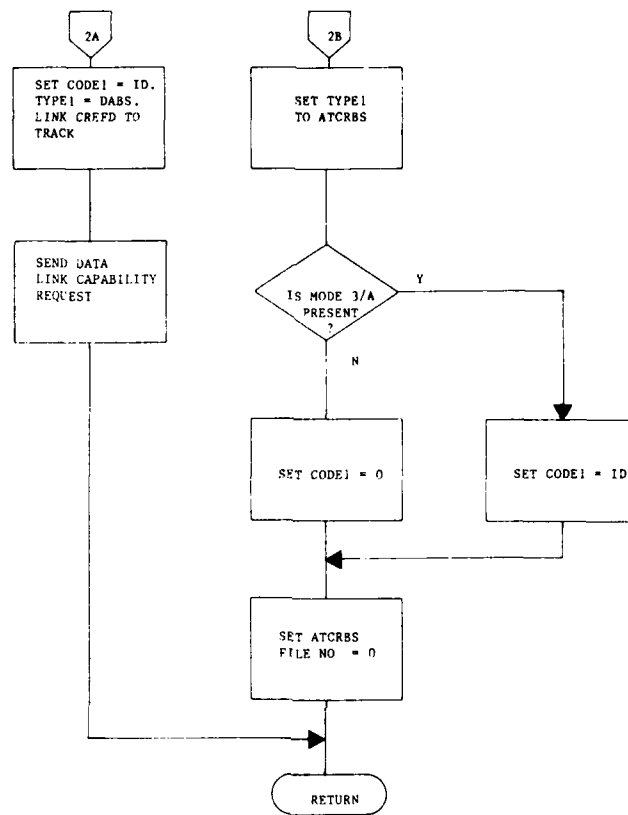 2A
SET CODE1 = ID.
TYPE1 = DABS.
LINK CREFD TO
TRACK
SEND DATA
LINK CAPABILITY
REQUEST
2B
SET TYPE1
TO ATCRBS
IS MODE 3/A
PRESENT
?
Y
N
SET CODE1 = 0
SET CODE1 = ID
SET ATCRBS
FILE NO = 0
RETURN